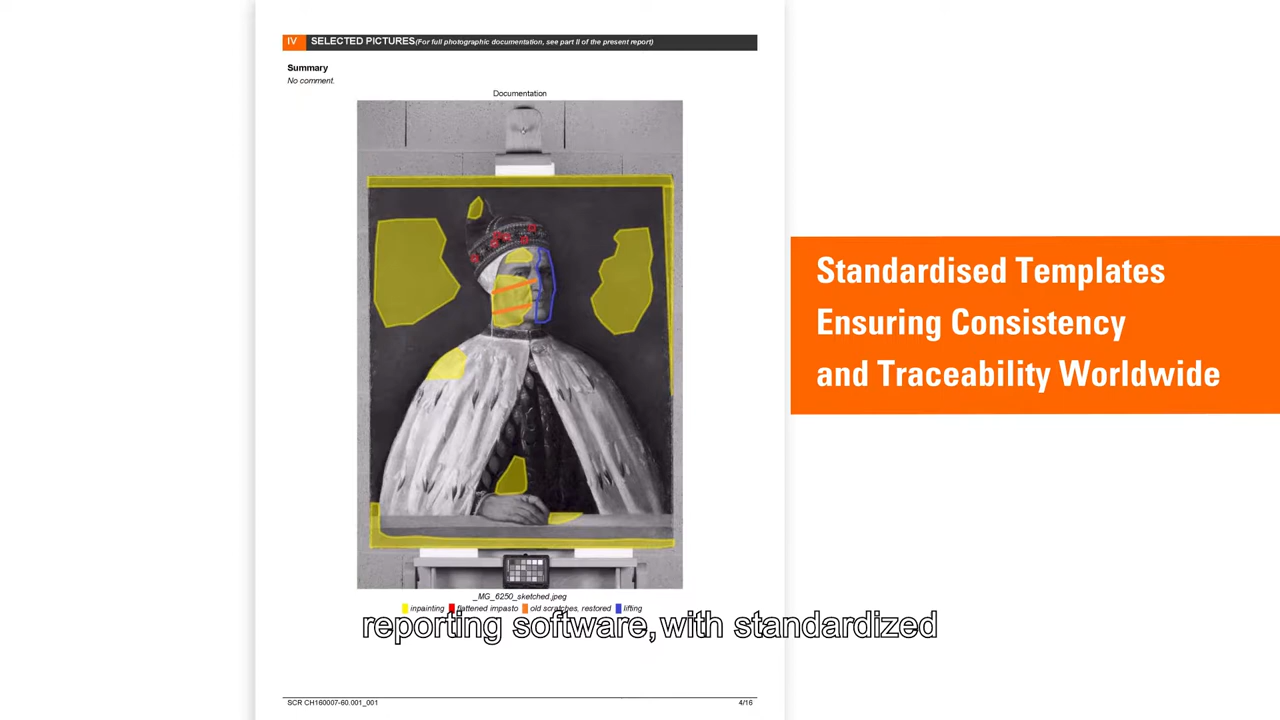 IV SELECTED PICTURES(For full photographic documentation, see part II of the present report)
Summary
No comment.
Documentation
_MG_6250_sketched.jpeg
inpainting flattened impasto old scratches, restored lifting
SCR CH160007-60.001_001 4/16
Standardised Templates
Ensuring Consistency
and Traceability Worldwide
reporting software, with standardized